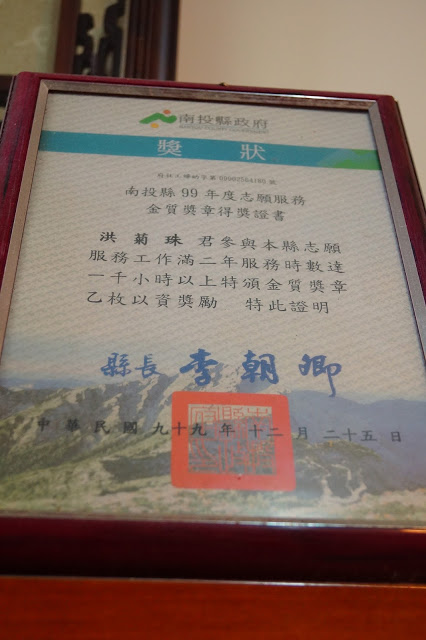 南投縣政府
獎狀
南投縣99年度志願服務
金質獎章得獎證書
洪菊珠 君參與本縣志願
服務工作滿二年服務時數達
一千小時以上特頒金質獎章
乙枚以資獎勵 特此證明
縣長 李朝卿
中華民國九十九年十二月二十五日